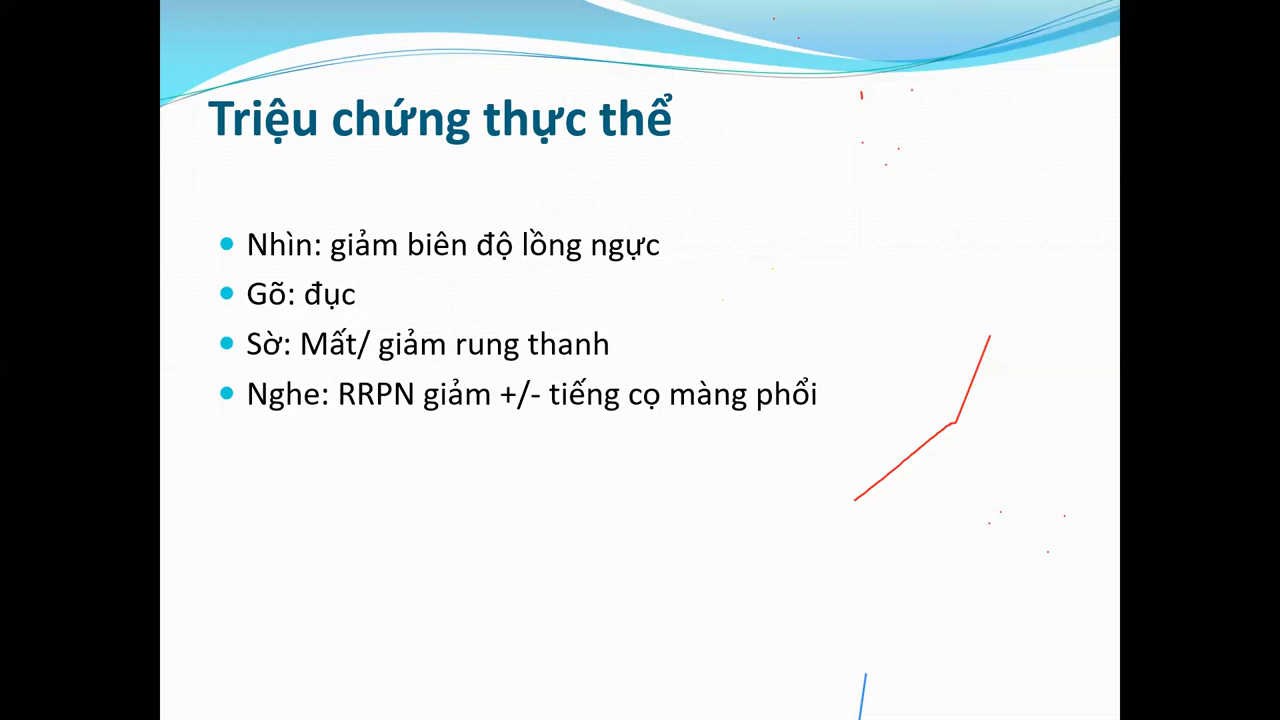 Triệu chứng thực thể
Nhìn: giảm biên độ lồng ngực
Gõ: đục
Sờ: Mất/ giảm rung thanh
Nghe: RRPN giảm +/- tiếng cọ màng phổi